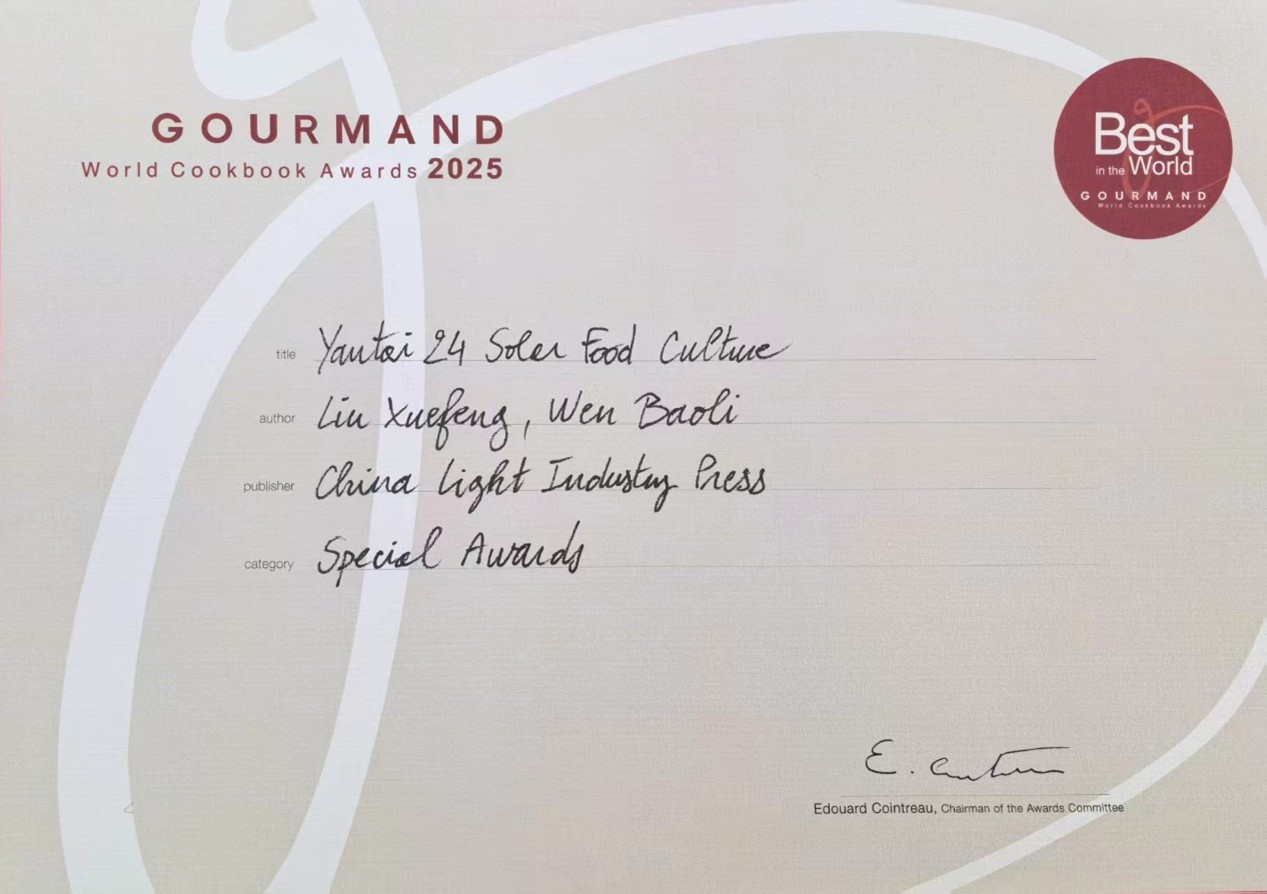 GOURMAND
World Cookbook Awards 2025
Best
in the World
GOURMAND
World Cookbook Awards
title Yantai 24 Solar Food Culture
author Liu Xuefeng, Wen Baoli
publisher China Light Industry Press
category Special Awards
E. Cointreau
Edouard Cointreau, Chairman of the Awards Committee